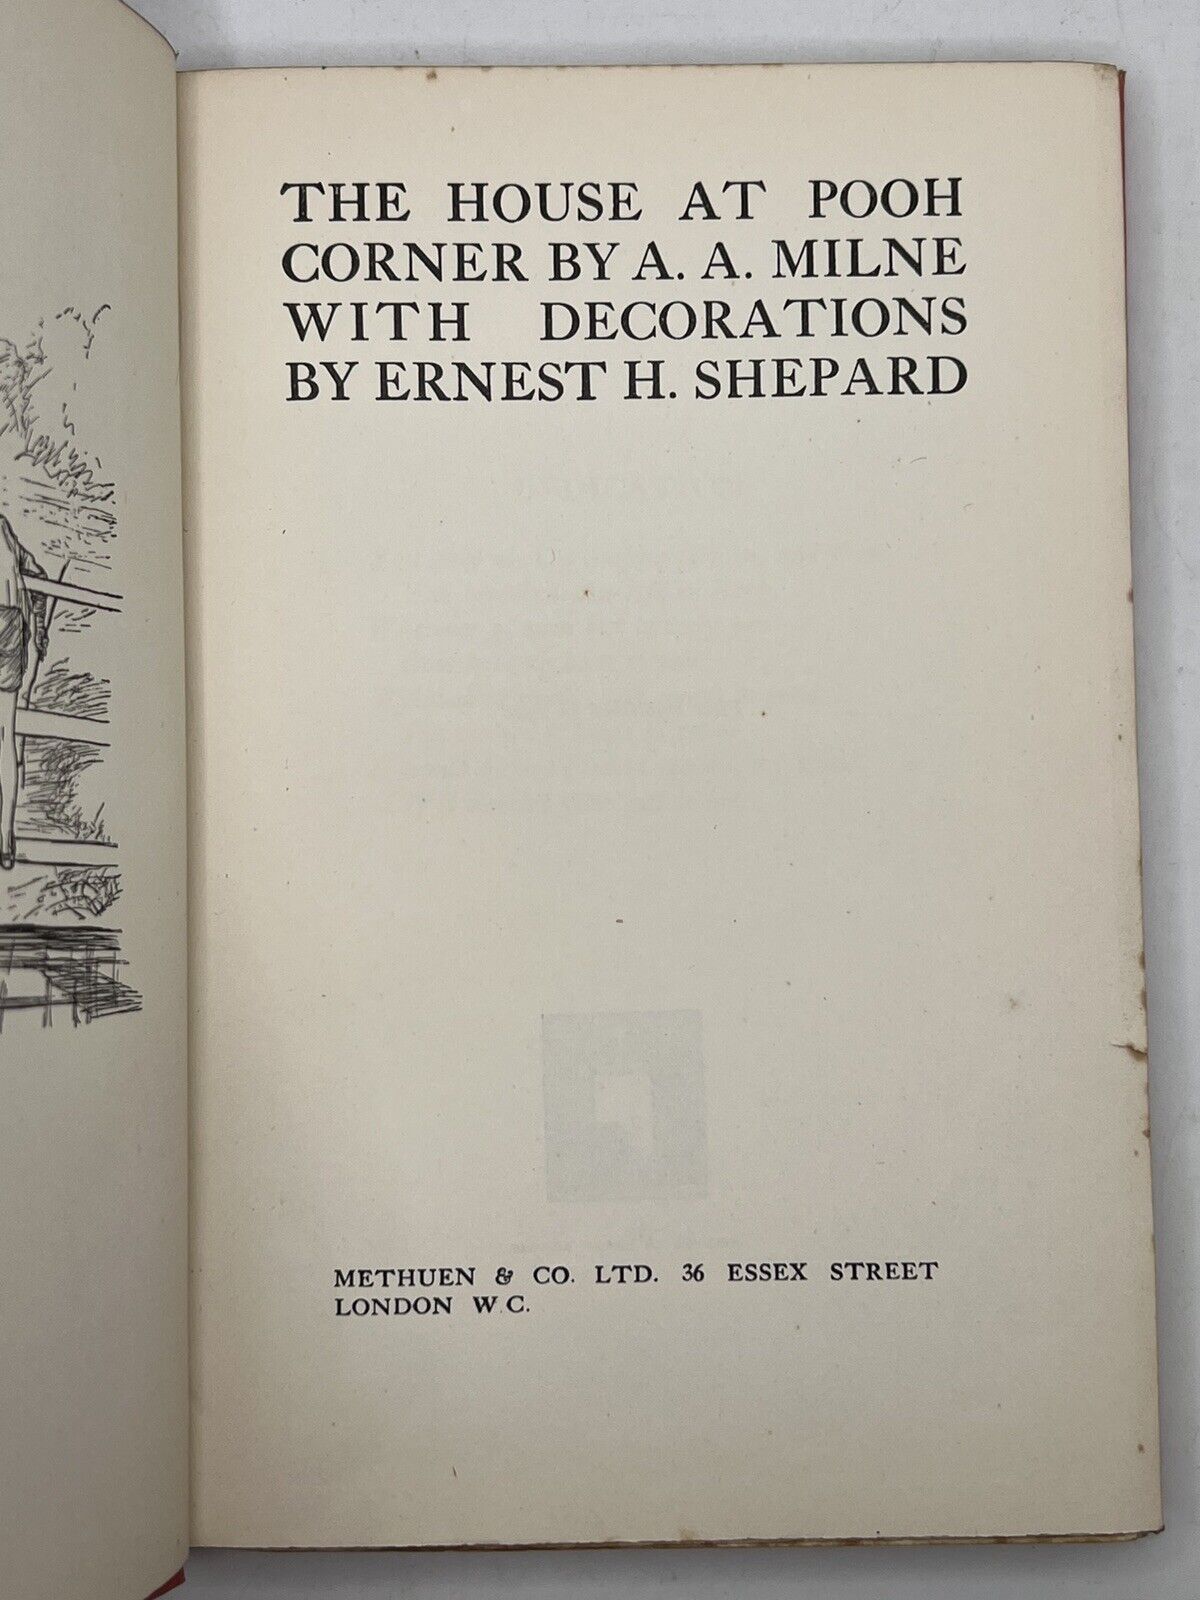 THE HOUSE AT POOH
CORNER BY A. A. MILNE
WITH DECORATIONS
BY ERNEST H. SHEPARD
METHUEN & CO. LTD. 36 ESSEX STREET
LONDON W.C.